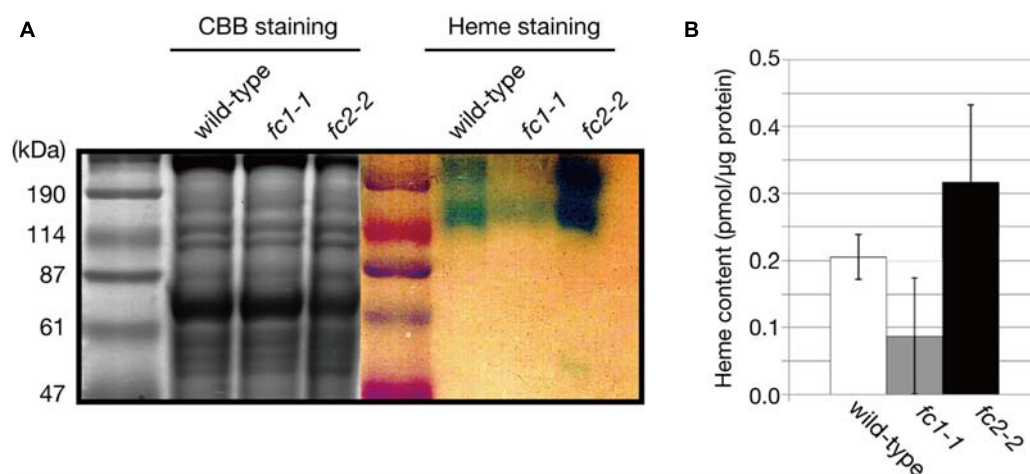 A
CBB staining
Heme staining
wild-type
fc1-1
fc2-2
wild-type
fc1-1
fc2-2
(kDa)
190
114
87
61
47
B
Heme content (pmol/µg protein)
0.5
0.4
0.3
0.2
0.1
0.0
wild-type
fc1-1
fc2-2